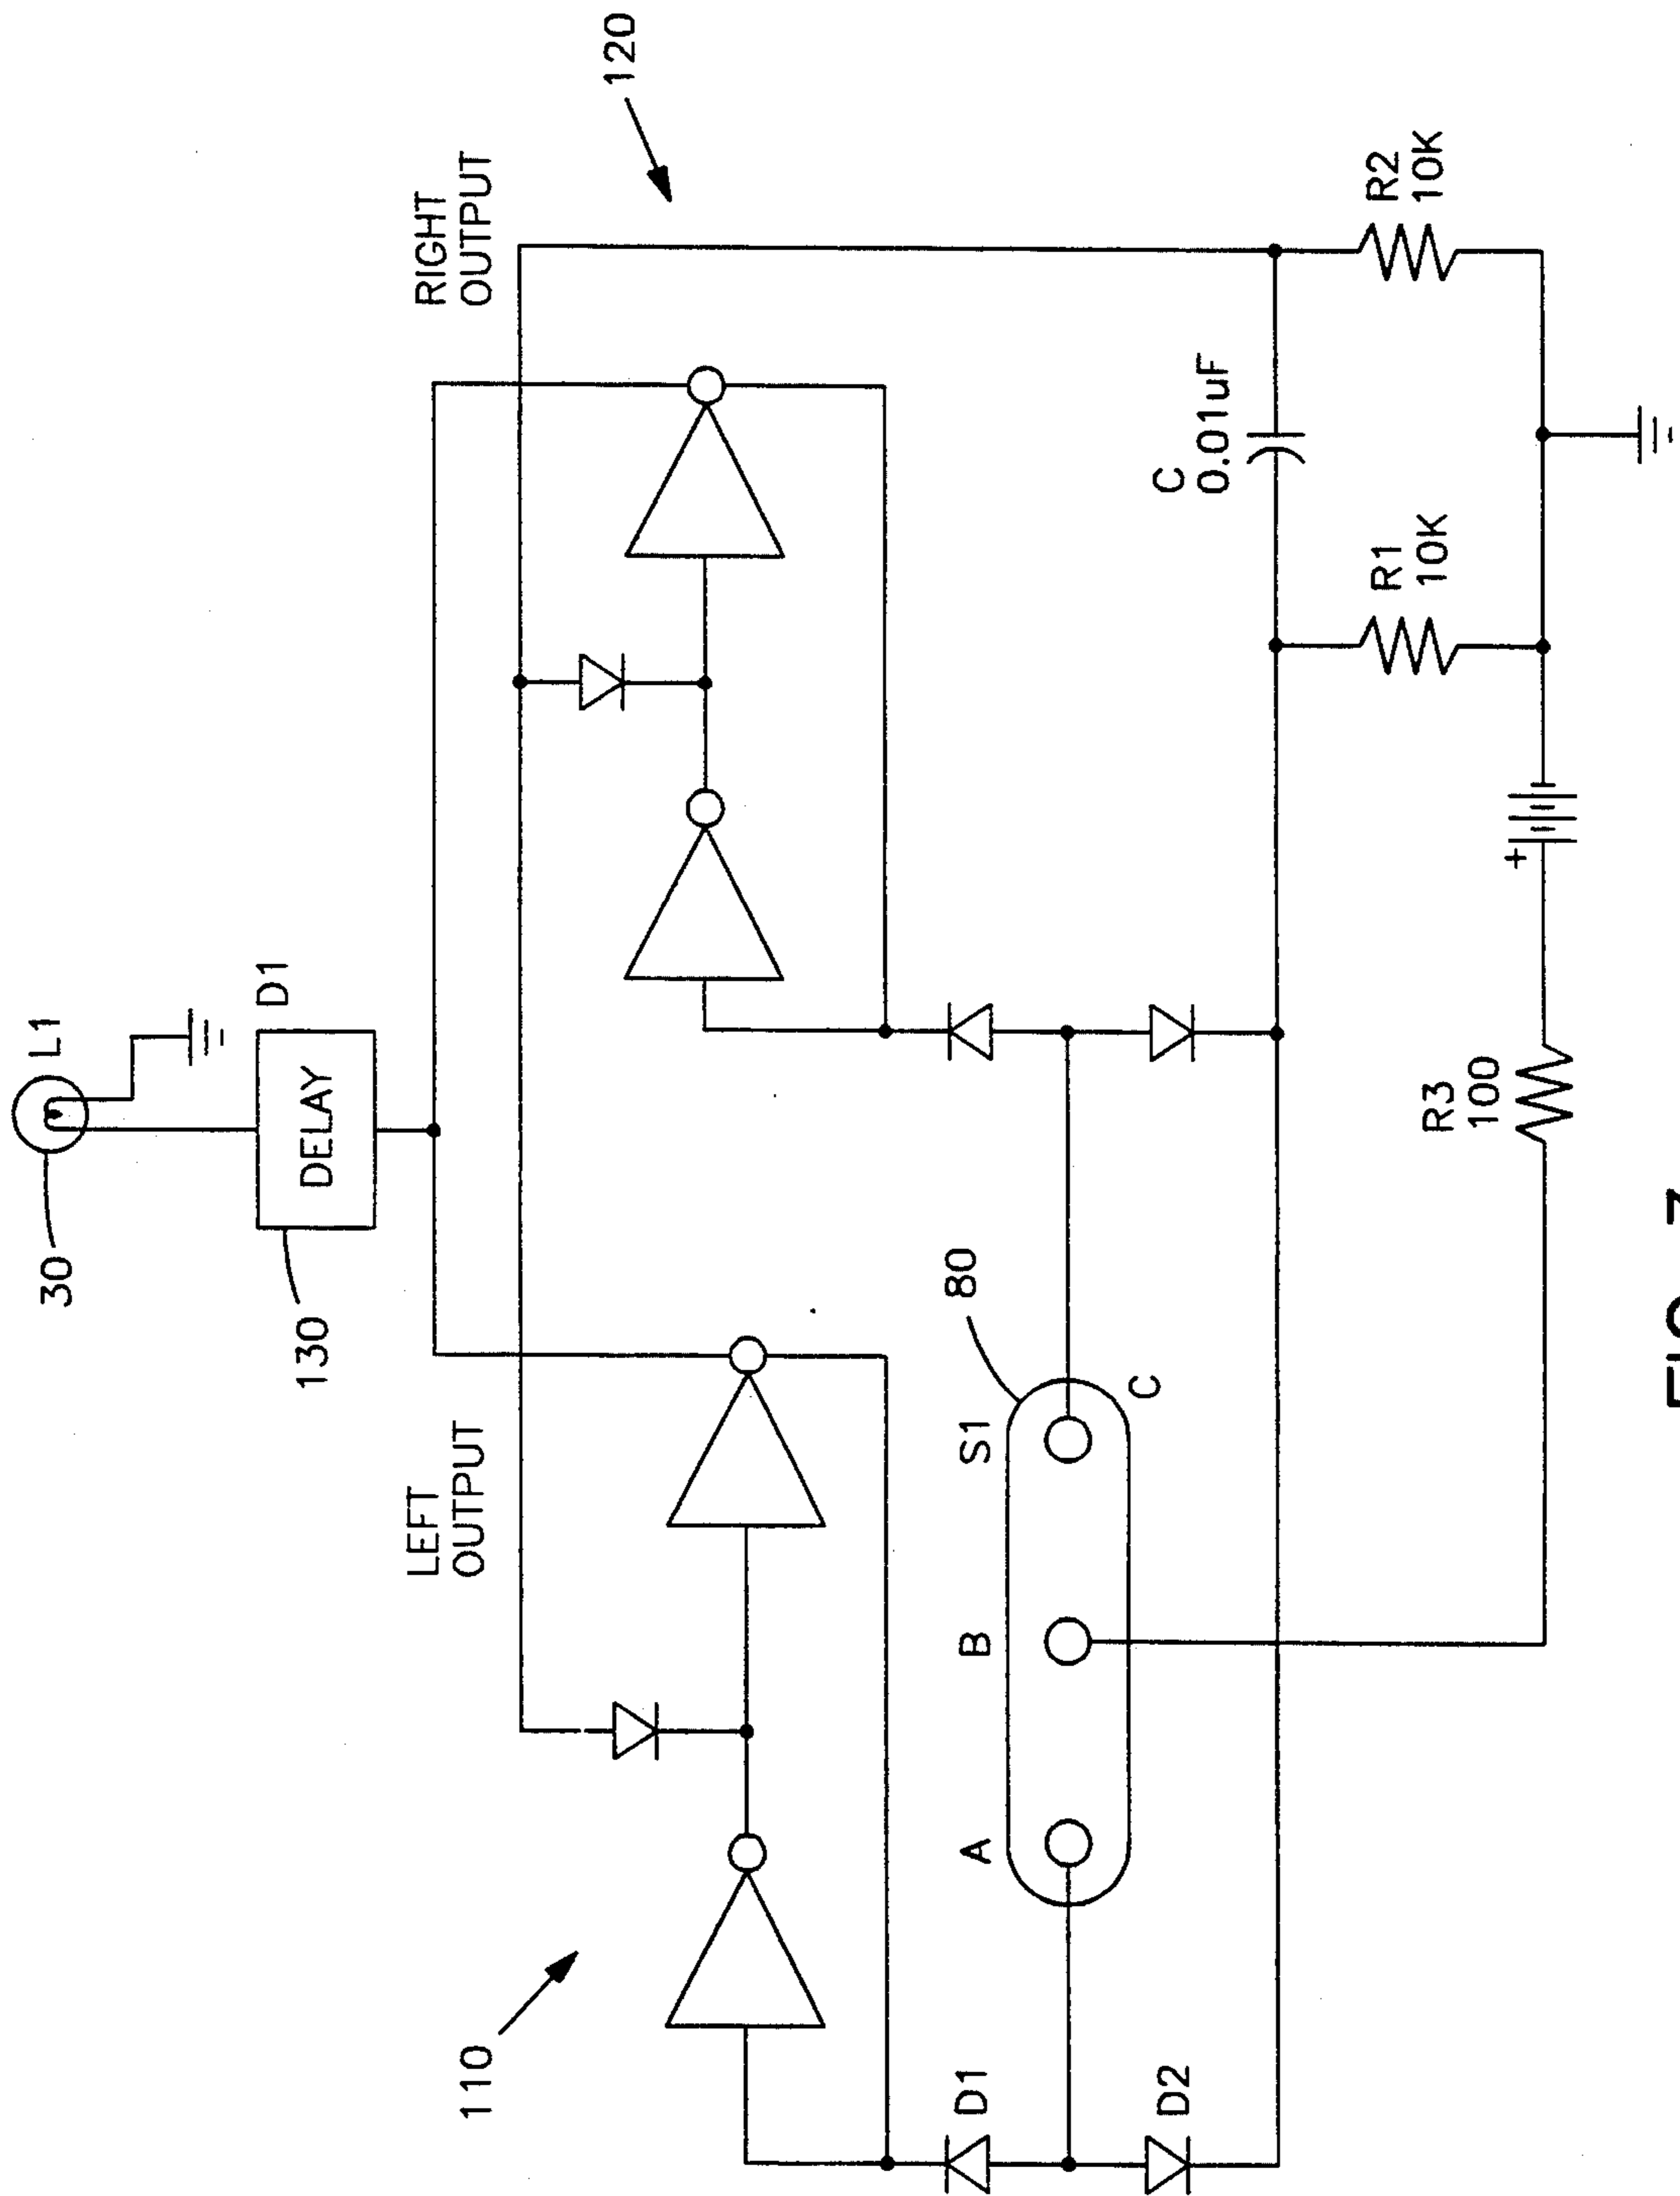 30
L1
130
DELAY
D1
LEFT
OUTPUT
RIGHT
OUTPUT
110
120
D1
A
B
S1
80
D2
C
C
0.01uF
R1
10K
R2
10K
R3
100
+
FIG